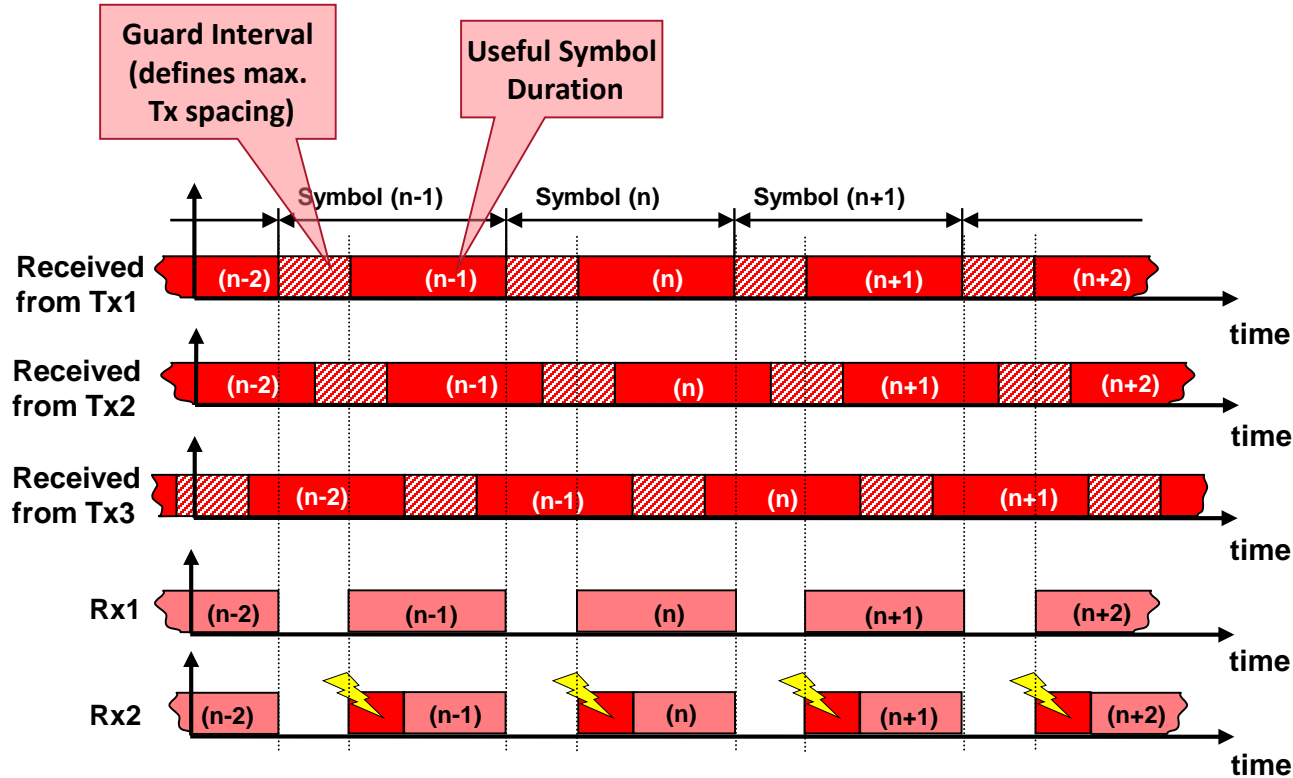 Guard Interval
(defines max.
Tx spacing)
Useful Symbol
Duration
Symbol (n-1)
Symbol (n)
Symbol (n+1)
Received
from Tx1
(n-2)
(n-1)
(n)
(n+1)
(n+2)
time
Received
from Tx2
(n-2)
(n-1)
(n)
(n+1)
(n+2)
time
Received
from Tx3
(n-2)
(n-1)
(n)
(n+1)
time
Rx1
(n-2)
(n-1)
(n)
(n+1)
(n+2)
time
Rx2
(n-2)
(n-1)
(n)
(n+1)
(n+2)
time